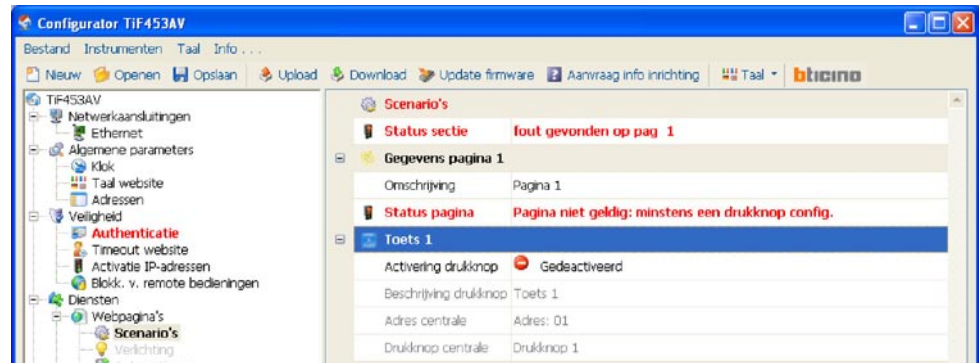 Configurator TiF453AV
Bestand Instrumenten Taal Info . . .
Nieuw Openen Opslaan Upload Download Update firmware Aanvraag info inrichting Taal bticino
TiF453AV
Netwerkaansluitingen
Ethernet
Algemene parameters
Klok
Taal website
Adressen
Veiligheid
Authenticatie
Timeout website
Activatie IP-adressen
Blokk. v. remote bedieningen
Diensten
Webpagina's
Scenario's
Verlichting
Scenario's
Status sectie fout gevonden op pag 1
Gegevens pagina 1
Omschrijving Pagina 1
Status pagina Pagina niet geldig: minstens een drukknop config.
Toets 1
Activering drukknop Gedeactiveerd
Beschrijving drukknop Toets 1
Adres centrale Adres: 01
Drukknop centrale Drukknop 1